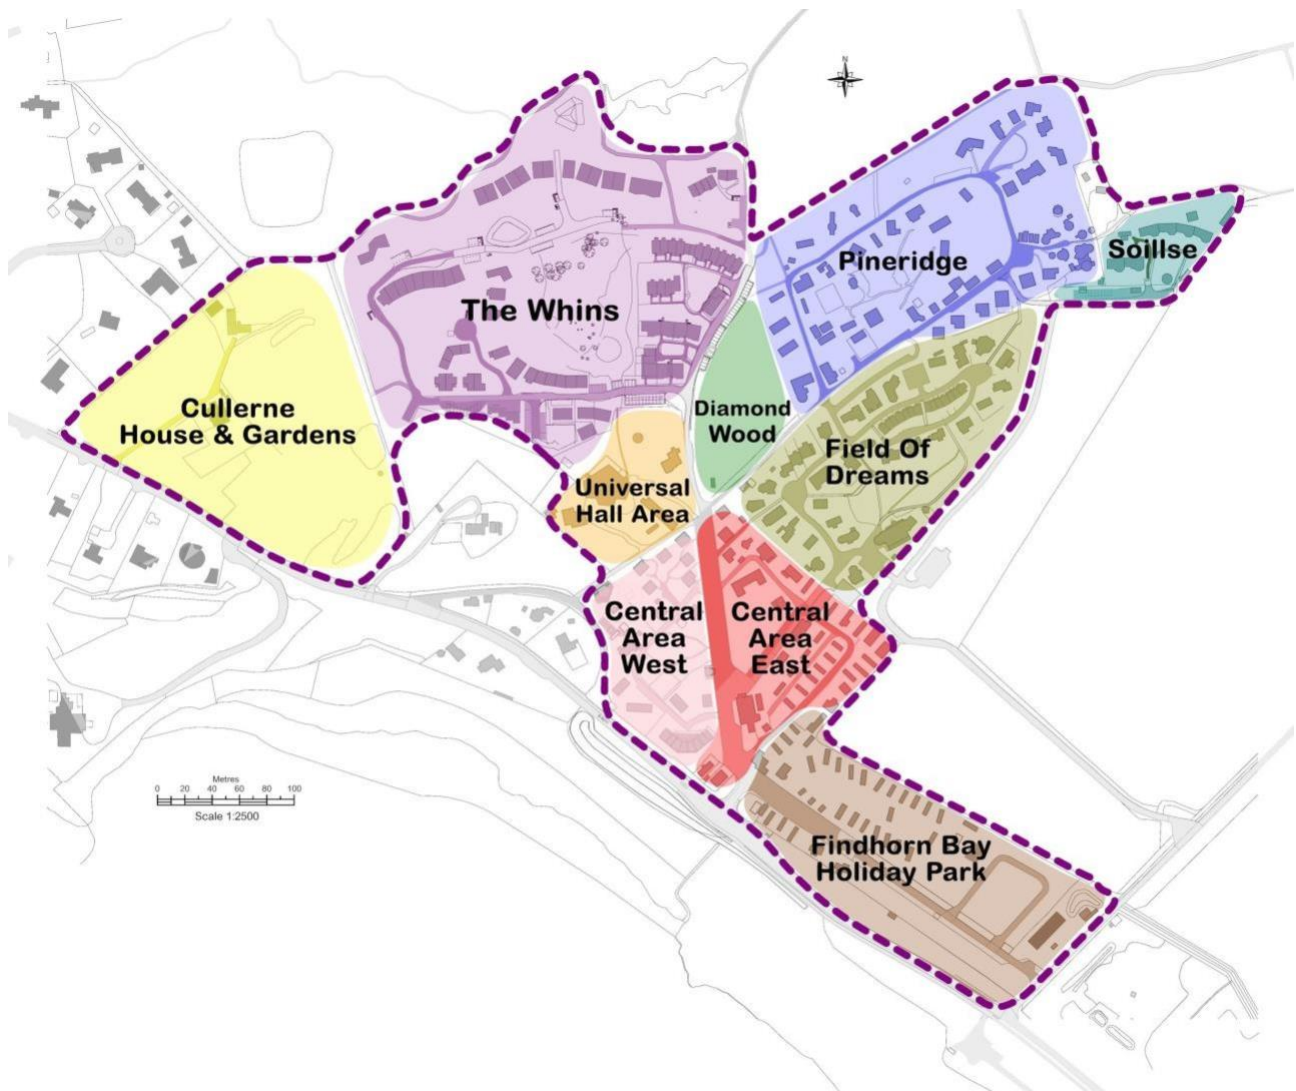 N
Pineridge
Soillse
The Whins
Cullerne
House & Gardens
Diamond
Wood
Field Of
Dreams
Universal
Hall Area
Central
Area
West
Central
Area
East
Metres
0 20 40 60 80 100
Scale 1:2500
Findhorn Bay
Holiday Park